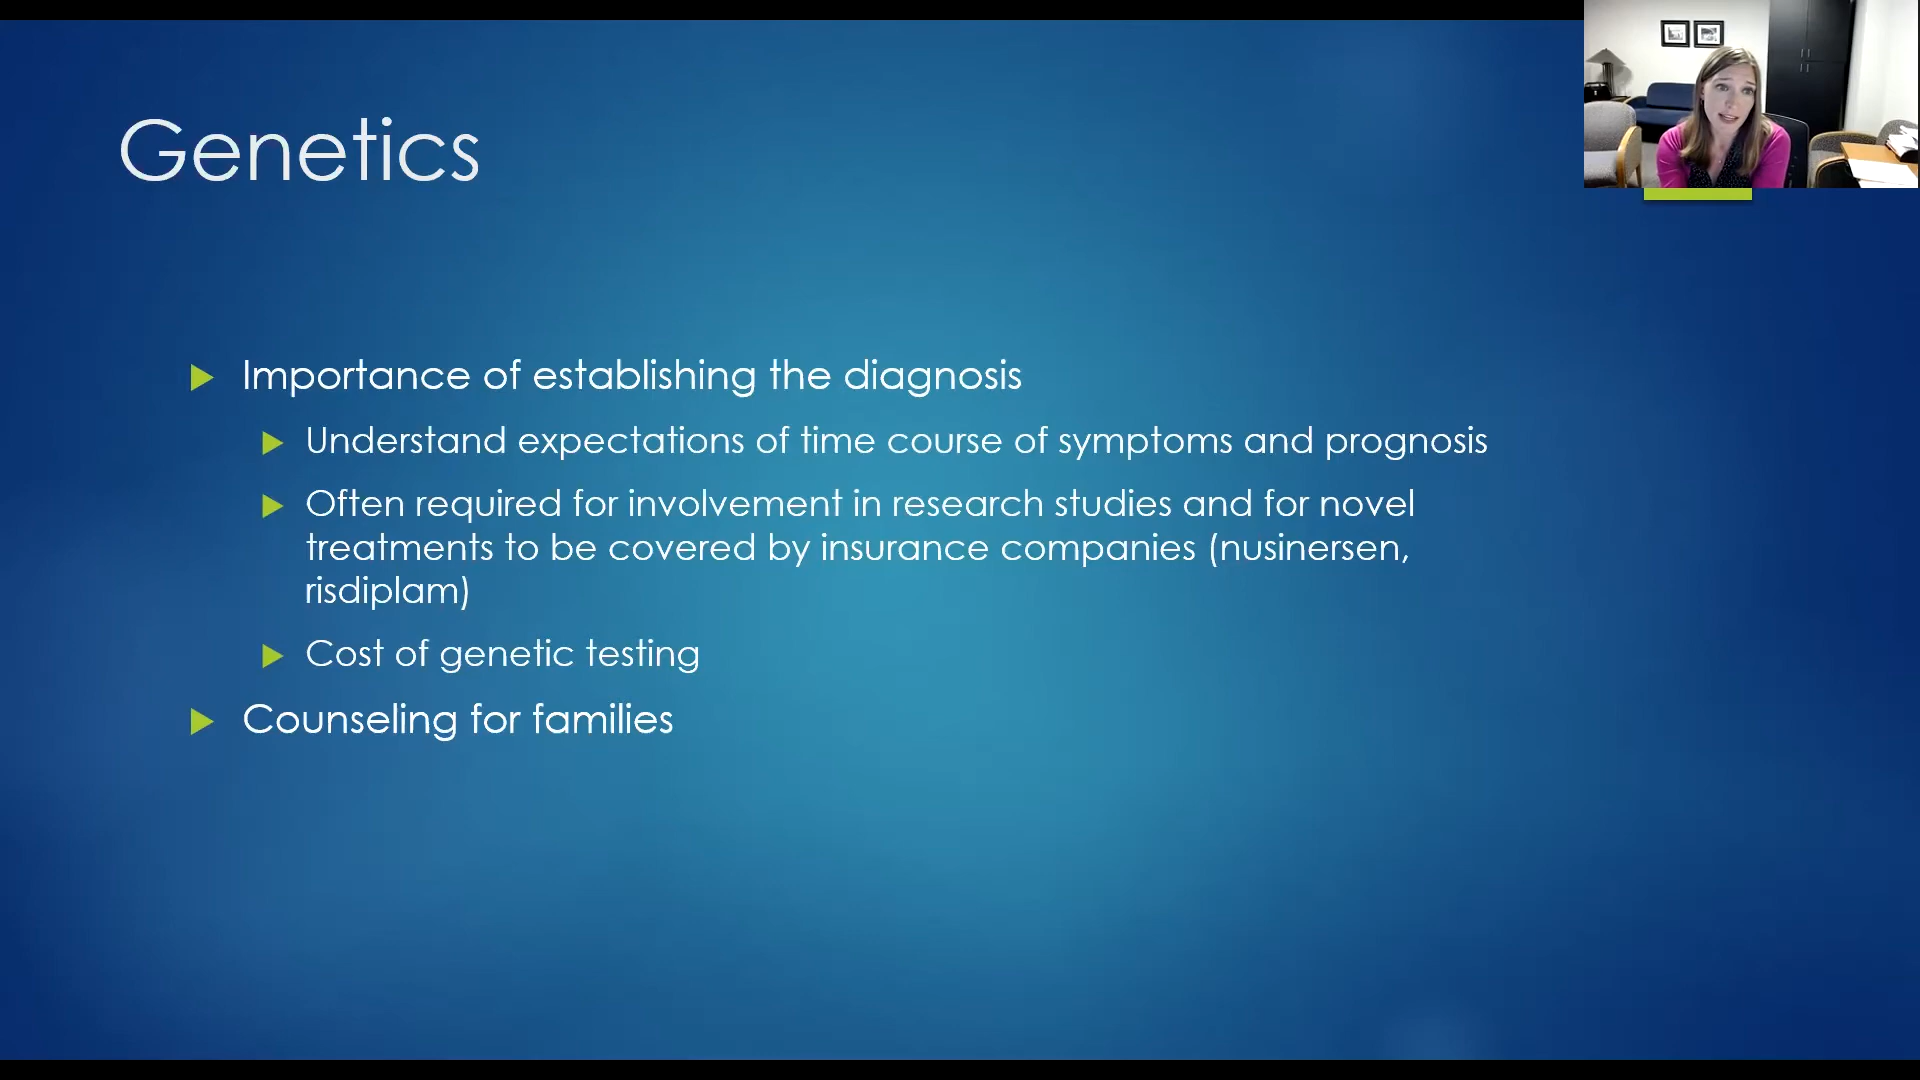 Genetics
Importance of establishing the diagnosis
Understand expectations of time course of symptoms and prognosis
Often required for involvement in research studies and for novel
treatments to be covered by insurance companies (nusinersen,
risdiplam)
Cost of genetic testing
Counseling for families